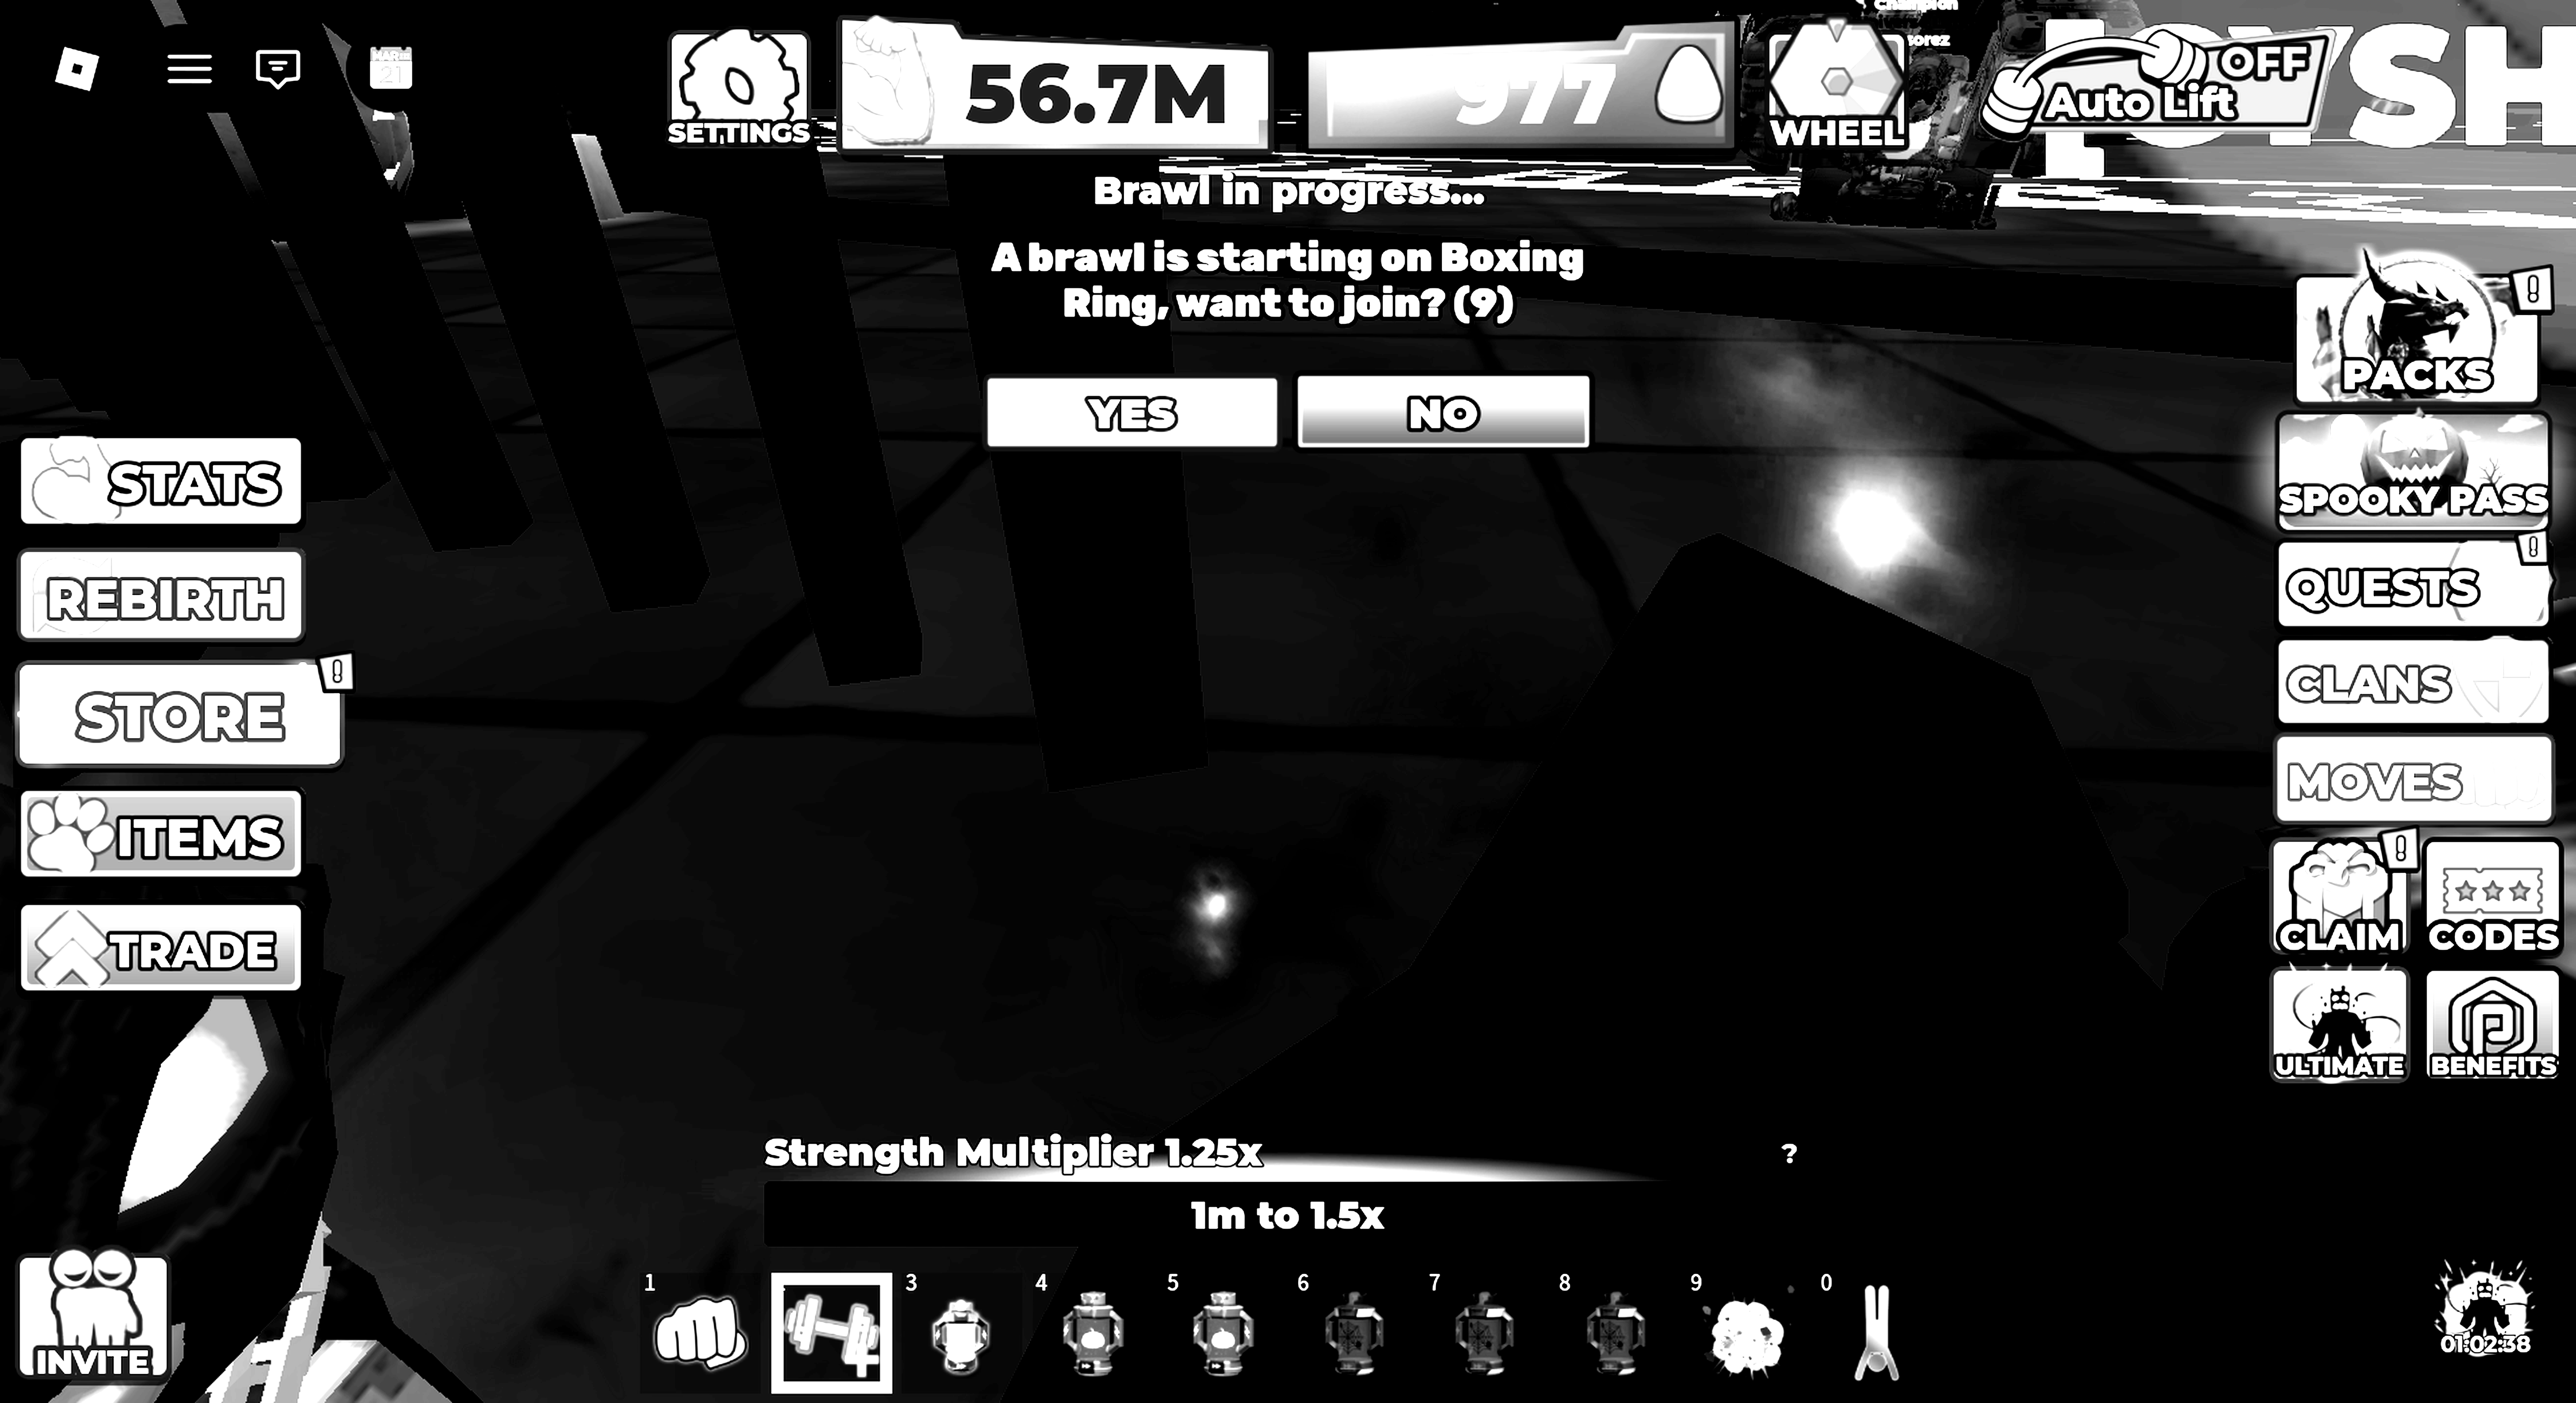 Champion
SETTINGS
56.7M
977
WHEEL
OFF
Auto Lift
Brawl in progress...
A brawl is starting on Boxing
Ring, want to join? (9)
YES
NO
PACKS
SPOOKY PASS
QUESTS
CLANS
MOVES
CLAIM
CODES
ULTIMATE
BENEFITS
STATS
REBIRTH
STORE
ITEMS
TRADE
INVITE
Strength Multiplier 1.25x
?
1m to 1.5x
1
3
4
5
6
7
8
9
0
01:02:38